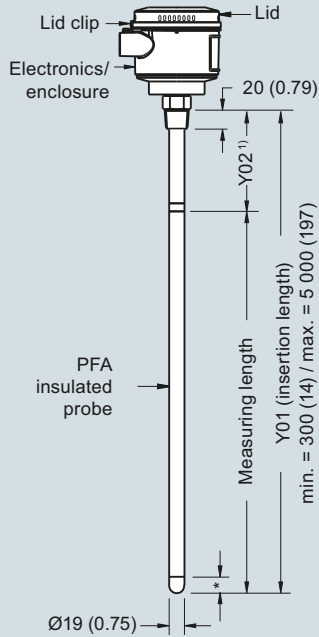 Lid
Lid clip
Electronics/
enclosure
20 (0.79)
Y02 1)
Y01 (insertion length)
min. = 300 (14) / max. = 5 000 (197)
Measuring length
PFA
insulated
probe
*
Ø19 (0.75)